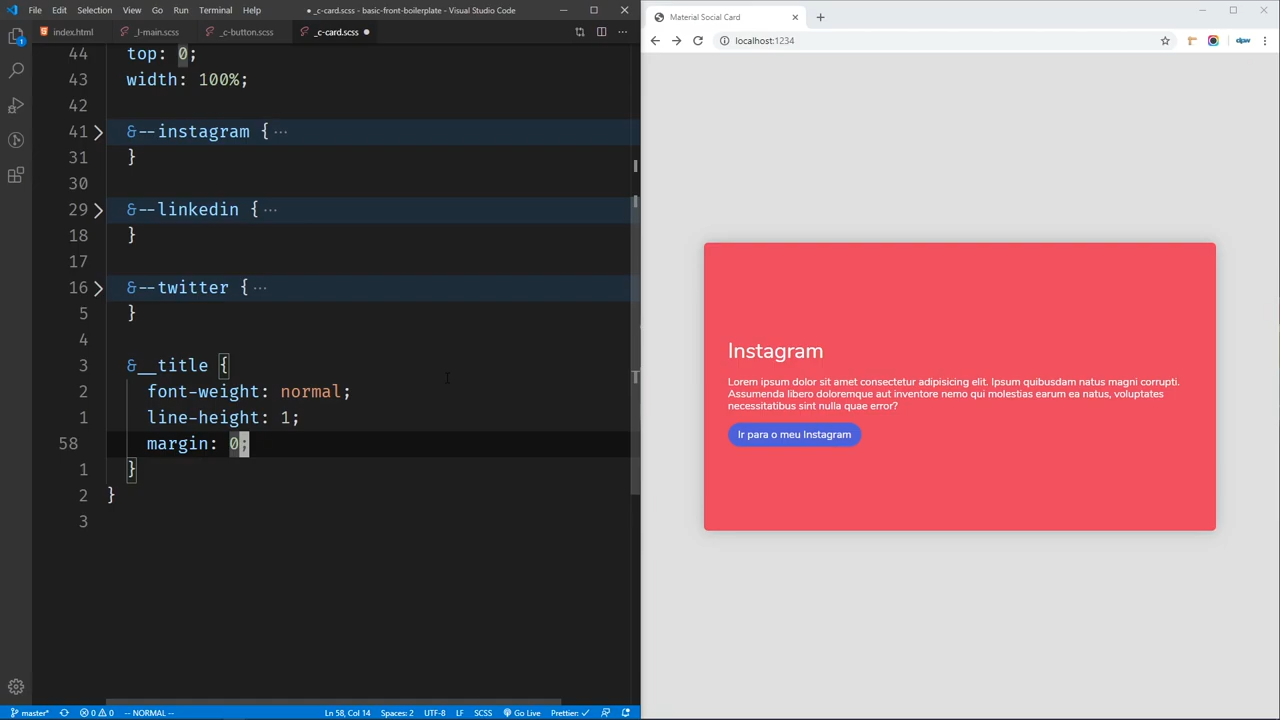 File Edit Selection View Go Run Terminal Help
● _c-card.scss - basic-front-boilerplate - Visual Studio Code
index.html _l-main.scss _c-button.scss _c-card.scss ●
44 top: 0;
43 width: 100%;
42
41 &--instagram { ···
31 }
30
29 &--linkedin { ···
18 }
17
16 &--twitter { ···
5 }
4
3 &__title {
2 font-weight: normal;
1 line-height: 1;
58 margin: 0;
1 }
2 }
3
1
master* 0 0 -- NORMAL -- Ln 58, Col 14 Spaces: 2 UTF-8 LF SCSS Go Live Prettier: ✓
Material Social Card
localhost:1234
dpw
Instagram
Lorem ipsum dolor sit amet consectetur adipisicing elit. Ipsum quibusdam natus magni corrupti.
Assumenda libero doloremque aut inventore nemo qui molestias earum ea natus, voluptates
necessitatibus sint nulla quae error?
Ir para o meu Instagram